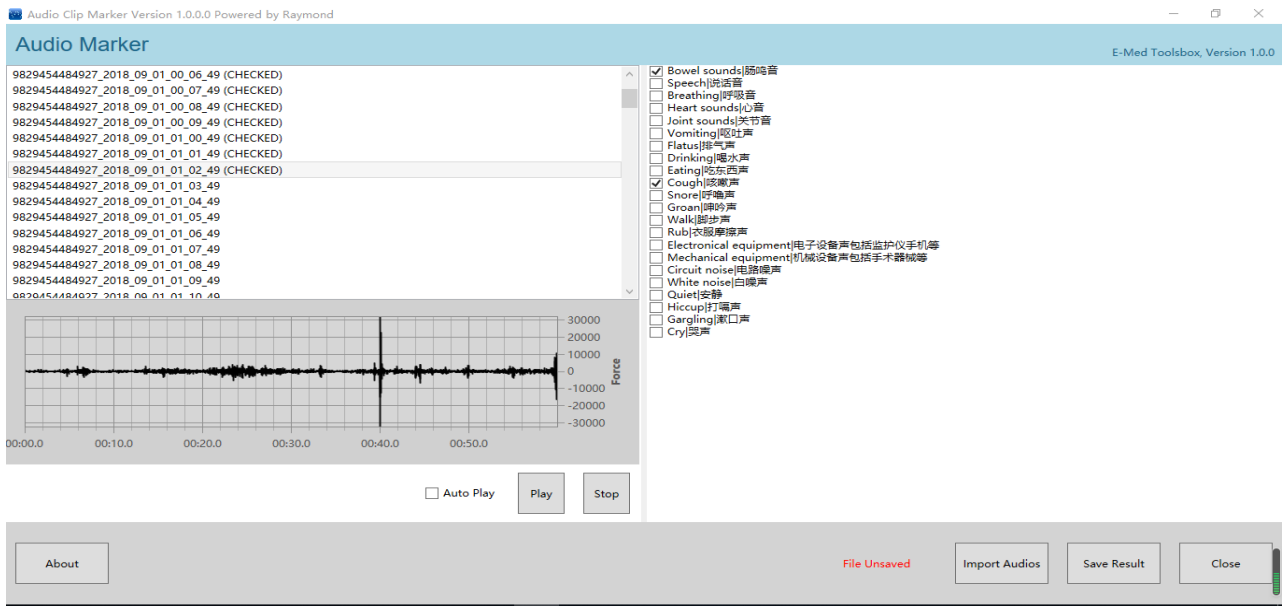 Audio Clip Marker Version 1.0.0.0 Powered by Raymond
Audio Marker
E-Med Toolsbox, Version 1.0.0
9829454484927_2018_09_01_00_06_49 (CHECKED)
9829454484927_2018_09_01_00_07_49 (CHECKED)
9829454484927_2018_09_01_00_08_49 (CHECKED)
9829454484927_2018_09_01_00_09_49 (CHECKED)
9829454484927_2018_09_01_01_00_49 (CHECKED)
9829454484927_2018_09_01_01_01_49 (CHECKED)
9829454484927_2018_09_01_01_02_49 (CHECKED)
9829454484927_2018_09_01_01_03_49
9829454484927_2018_09_01_01_04_49
9829454484927_2018_09_01_01_05_49
9829454484927_2018_09_01_01_06_49
9829454484927_2018_09_01_01_07_49
9829454484927_2018_09_01_01_08_49
9829454484927_2018_09_01_01_09_49
9829454484927_2018_09_01_01_10_49
Bowel sounds|肠鸣音
Speech|说话音
Breathing|呼吸音
Heart sounds|心音
Joint sounds|关节音
Vomiting|呕吐声
Flatus|排气声
Drinking|喝水声
Eating|吃东西声
Cough|咳嗽声
Snore|呼噜声
Groan|呻吟声
Walk|脚步声
Rub|衣服摩擦声
Electronical equipment|电子设备声包括监护仪手机等
Mechanical equipment|机械设备声包括手术器械等
Circuit noise|电路噪声
White noise|白噪声
Quiet|安静
Hiccup|打嗝声
Gargling|漱口声
Cry|哭声
30000
20000
10000
0
-10000
-20000
-30000
Force
00:00.0 00:10.0 00:20.0 00:30.0 00:40.0 00:50.0
Auto Play Play Stop
About File Unsaved Import Audios Save Result Close